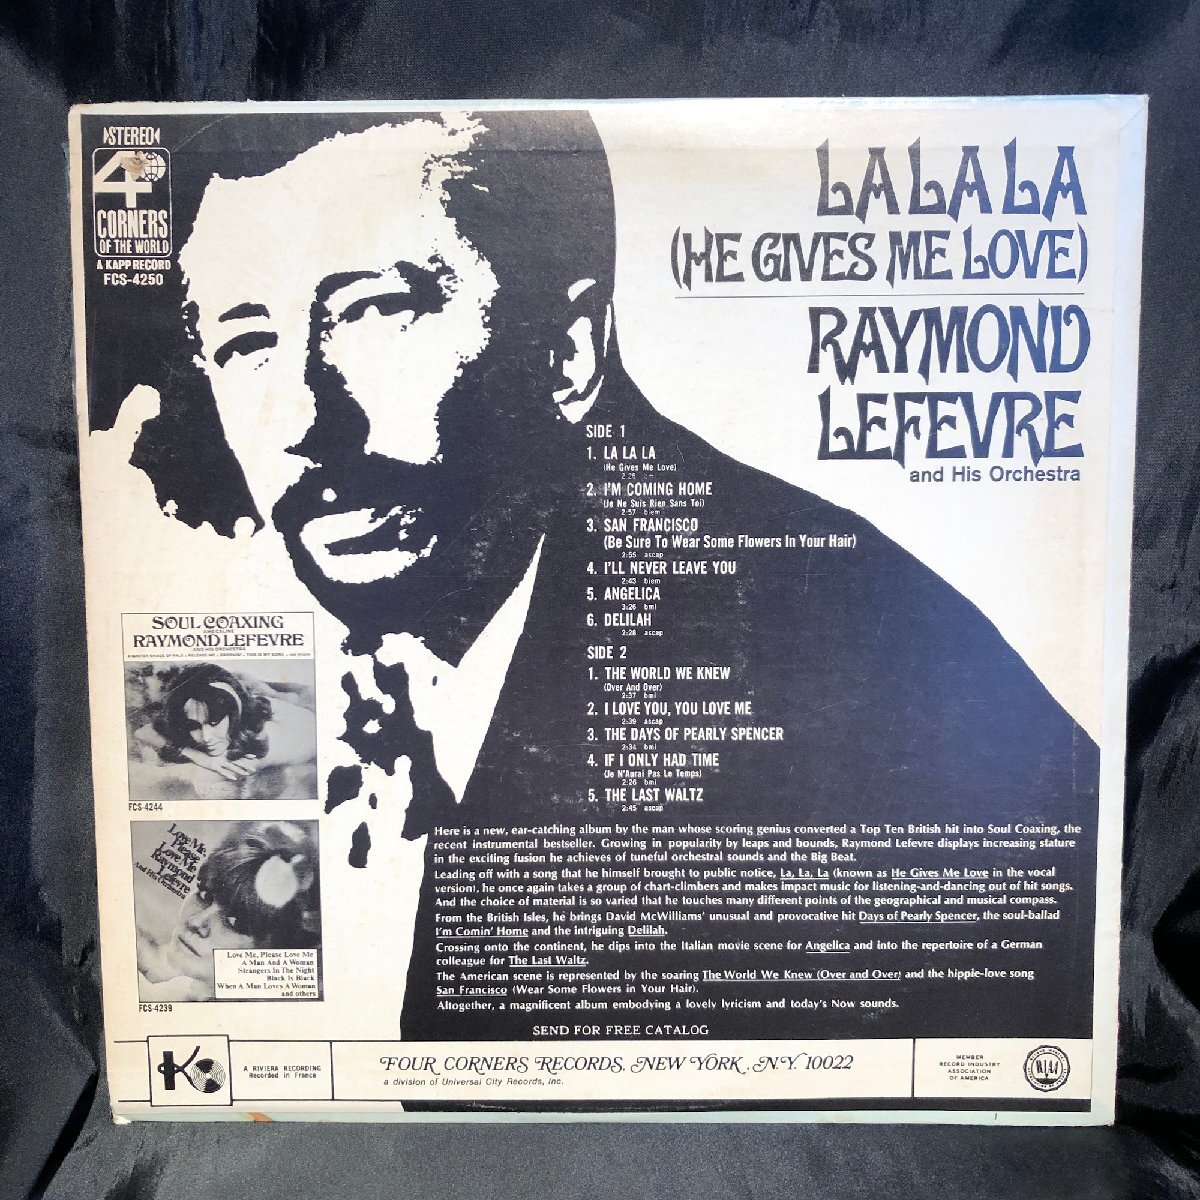 STEREO
4
CORNERS
OF THE WORLD
A KAPP RECORD
FCS-4250
LA LA LA
(HE GIVES ME LOVE)
RAYMOND
LEFEVRE
and His Orchestra
SIDE 1
1. LA LA LA
(He Gives Me Love)
2:25
2. I'M COMING HOME
(Je Ne Suis Rien Sans Toi)
2:57 biem
3. SAN FRANCISCO
(Be Sure To Wear Some Flowers In Your Hair)
2:55 ascap
4. I'LL NEVER LEAVE YOU
2:43 biem
5. ANGELICA
3:26 bmi
6. DELILAH
2:28 ascap
SIDE 2
1. THE WORLD WE KNEW
(Over And Over)
2:37 bmi
2. I LOVE YOU, YOU LOVE ME
2:39 ascap
3. THE DAYS OF PEARLY SPENCER
2:34 bmi
4. IF I ONLY HAD TIME
(Je N'Aurai Pas Le Temps)
2:26 bmi
5. THE LAST WALTZ
2:45 ascap
SOUL COAXING
RAYMOND LEFEVRE
AND HIS ORCHESTRA
FCS-4244
Love Me,
Please
Love Me
Raymond
Lefevre
And His Orchestra
Love Me, Please Love Me
A Man And A Woman
Strangers In The Night
Black Is Black
When A Man Loves A Woman
and others
FCS-4239
Here is a new, ear-catching album by the man whose scoring genius converted a Top Ten British hit into Soul Coaxing, the
recent instrumental bestseller. Growing in popularity by leaps and bounds, Raymond Lefevre displays increasing stature
in the exciting fusion he achieves of tuneful orchestral sounds and the Big Beat.
Leading off with a song that he himself brought to public notice, La, La, La (known as He Gives Me Love in the vocal
version), he once again takes a group of chart-climbers and makes impact music for listening-and-dancing out of hit songs.
And the choice of material is so varied that he touches many different points of the geographical and musical compass.
From the British Isles, he brings David McWilliams' unusual and provocative hit Days of Pearly Spencer, the soul-ballad
I'm Comin' Home and the intriguing Delilah.
Crossing onto the continent, he dips into the Italian movie scene for Angelica and into the repertoire of a German
colleague for The Last Waltz.
The American scene is represented by the soaring The World We Knew (Over and Over) and the hippie-love song
San Francisco (Wear Some Flowers in Your Hair).
Altogether, a magnificent album embodying a lovely lyricism and today's Now sounds.
SEND FOR FREE CATALOG
K
A RIVIERA RECORDING
Recorded in France
FOUR CORNERS RECORDS, NEW YORK, N.Y. 10022
a division of Universal City Records, Inc.
MEMBER
RECORD INDUSTRY
ASSOCIATION
OF AMERICA
RIAA